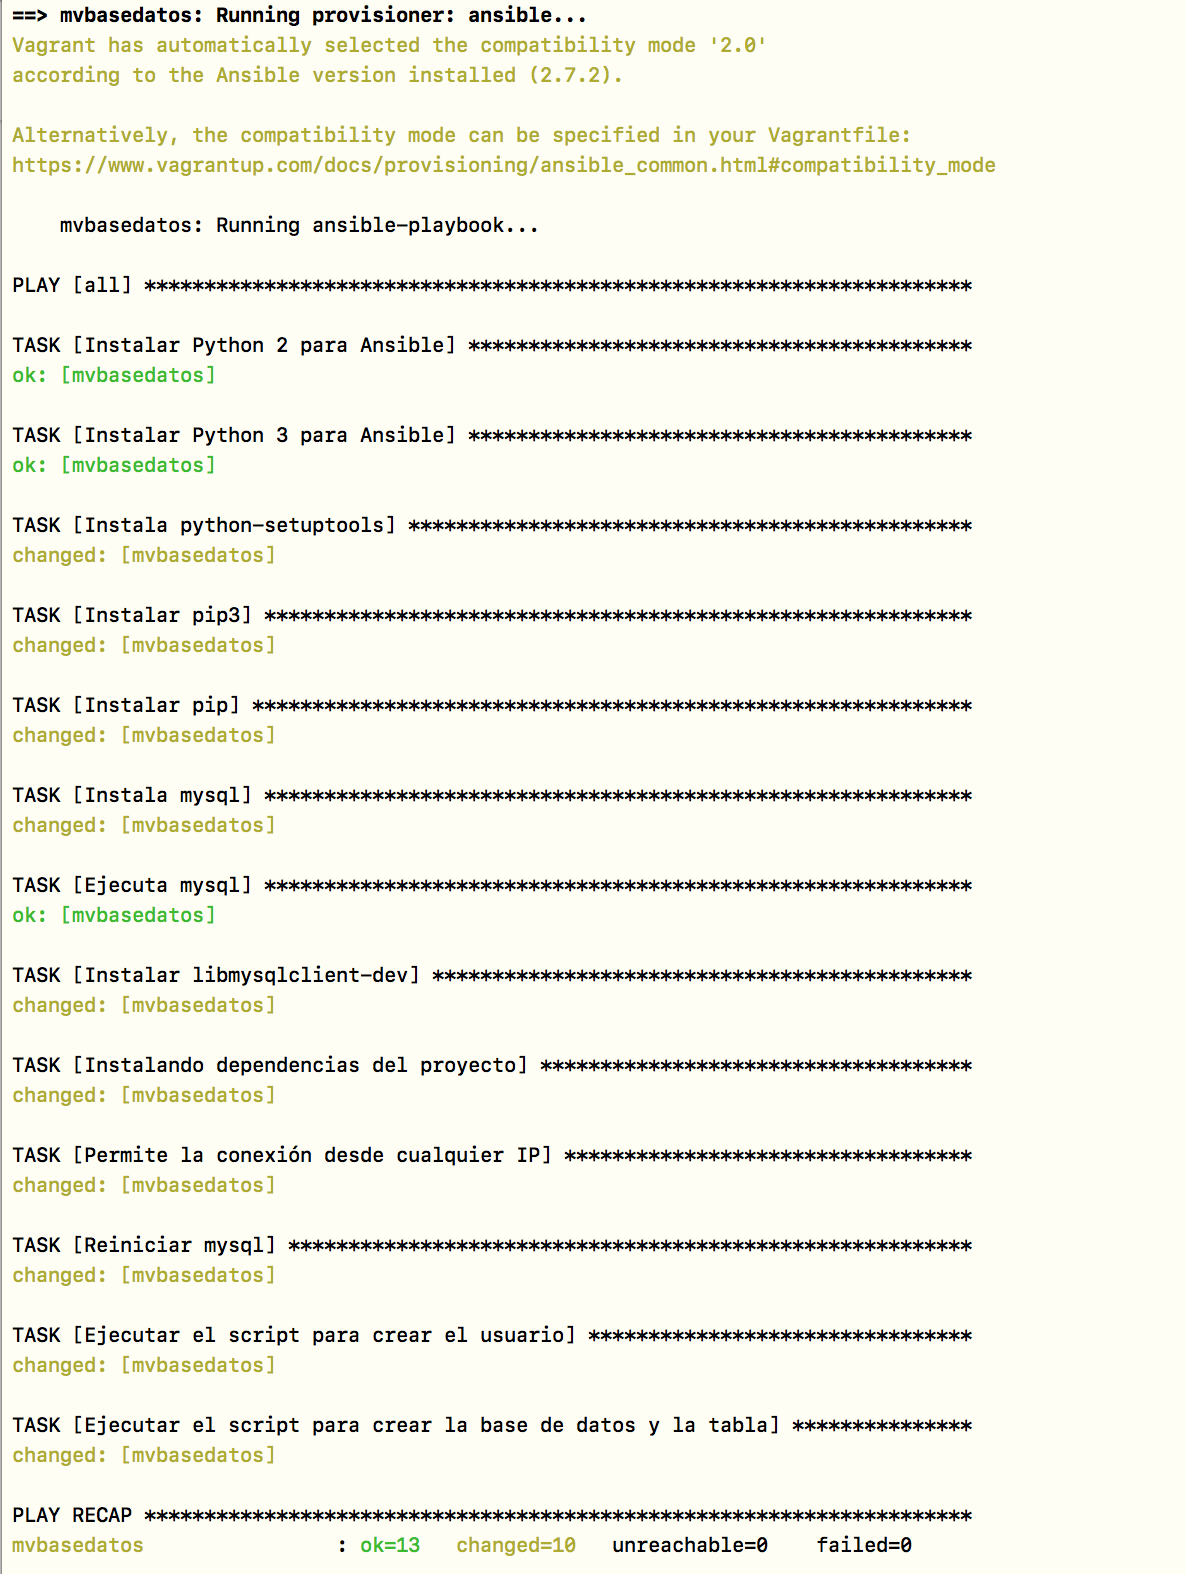 ==> mvbasedatos: Running provisioner: ansible...
Vagrant has automatically selected the compatibility mode '2.0'
according to the Ansible version installed (2.7.2).
Alternatively, the compatibility mode can be specified in your Vagrantfile:
https://www.vagrantup.com/docs/provisioning/ansible_common.html#compatibility_mode
    mvbasedatos: Running ansible-playbook...
PLAY [all] *********************************************************************
TASK [Instalar Python 2 para Ansible] ******************************************
ok: [mvbasedatos]
TASK [Instalar Python 3 para Ansible] ******************************************
ok: [mvbasedatos]
TASK [Instala python-setuptools] ***********************************************
changed: [mvbasedatos]
TASK [Instalar pip3] ***********************************************************
changed: [mvbasedatos]
TASK [Instalar pip] ************************************************************
changed: [mvbasedatos]
TASK [Instala mysql] ***********************************************************
changed: [mvbasedatos]
TASK [Ejecuta mysql] ***********************************************************
ok: [mvbasedatos]
TASK [Instalar libmysqlclient-dev] *********************************************
changed: [mvbasedatos]
TASK [Instalando dependencias del proyecto] ************************************
changed: [mvbasedatos]
TASK [Permite la conexión desde cualquier IP] **********************************
changed: [mvbasedatos]
TASK [Reiniciar mysql] *********************************************************
changed: [mvbasedatos]
TASK [Ejecutar el script para crear el usuario] ********************************
changed: [mvbasedatos]
TASK [Ejecutar el script para crear la base de datos y la tabla] ***************
changed: [mvbasedatos]
PLAY RECAP *********************************************************************
mvbasedatos                : ok=13   changed=10   unreachable=0    failed=0